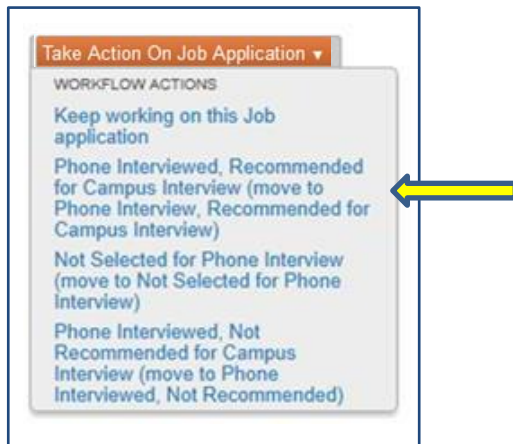 Take Action On Job Application ▼
WORKFLOW ACTIONS
Keep working on this Job
application
Phone Interviewed, Recommended
for Campus Interview (move to
Phone Interview, Recommended for
Campus Interview)
Not Selected for Phone Interview
(move to Not Selected for Phone
Interview)
Phone Interviewed, Not
Recommended for Campus
Interview (move to Phone
Interviewed, Not Recommended)